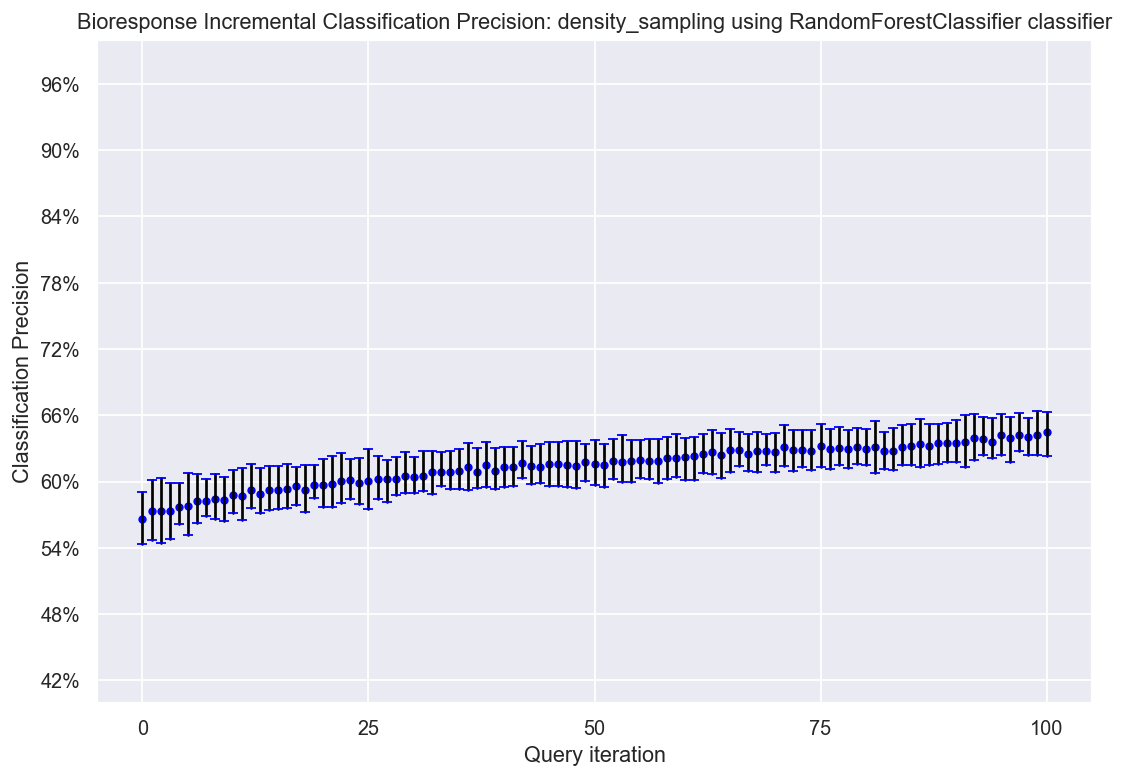 Bioresponse Incremental Classification Precision: density_sampling using RandomForestClassifier classifier
96%
90%
84%
78%
72%
66%
60%
54%
48%
42%
Classification Precision
0 25 50 75 100
Query iteration